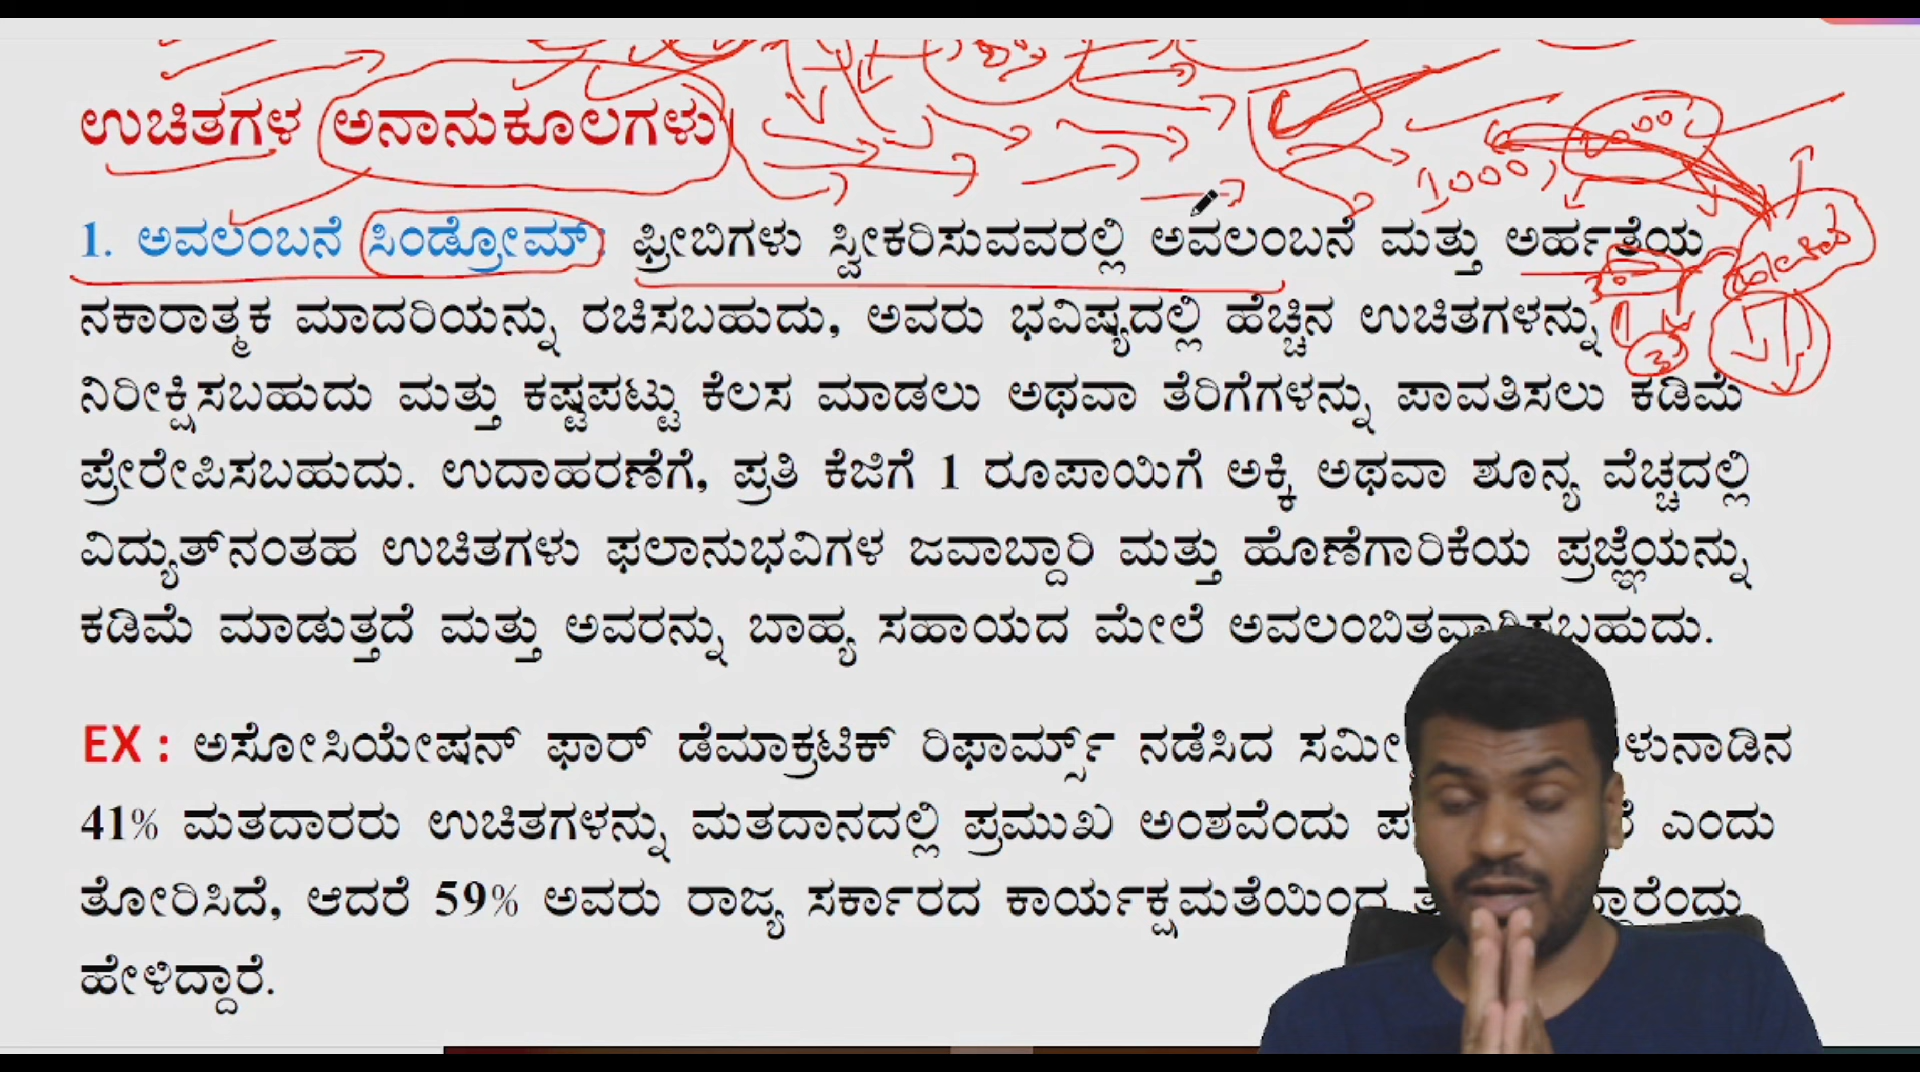 ಉಚಿತಗಳ ಅನಾನುಕೂಲಗಳು
1. ಅವಲಂಬನೆ ಸಿಂಡ್ರೋಮ್: ಫ್ರೀಬಿಗಳು ಸ್ವೀಕರಿಸುವವರಲ್ಲಿ ಅವಲಂಬನೆ ಮತ್ತು ಅರ್ಹತೆಯ
ನಕಾರಾತ್ಮಕ ಮಾದರಿಯನ್ನು ರಚಿಸಬಹುದು, ಅವರು ಭವಿಷ್ಯದಲ್ಲಿ ಹೆಚ್ಚಿನ ಉಚಿತಗಳನ್ನು
ನಿರೀಕ್ಷಿಸಬಹುದು ಮತ್ತು ಕಷ್ಟಪಟ್ಟು ಕೆಲಸ ಮಾಡಲು ಅಥವಾ ತೆರಿಗೆಗಳನ್ನು ಪಾವತಿಸಲು ಕಡಿಮೆ
ಪ್ರೇರೇಪಿಸಬಹುದು. ಉದಾಹರಣೆಗೆ, ಪ್ರತಿ ಕೆಜಿಗೆ 1 ರೂಪಾಯಿಗೆ ಅಕ್ಕಿ ಅಥವಾ ಶೂನ್ಯ ವೆಚ್ಚದಲ್ಲಿ
ವಿದ್ಯುತ್‌ನಂತಹ ಉಚಿತಗಳು ಫಲಾನುಭವಿಗಳ ಜವಾಬ್ದಾರಿ ಮತ್ತು ಹೊಣೆಗಾರಿಕೆಯ ಪ್ರಜ್ಞೆಯನ್ನು
ಕಡಿಮೆ ಮಾಡುತ್ತದೆ ಮತ್ತು ಅವರನ್ನು ಬಾಹ್ಯ ಸಹಾಯದ ಮೇಲೆ ಅವಲಂಬಿತವಾಗಿಸಬಹುದು.
EX : ಅಸೋಸಿಯೇಷನ್ ಫಾರ್ ಡೆಮಾಕ್ರಟಿಕ್ ರಿಫಾರ್ಮ್ಸ್ ನಡೆಸಿದ
41% ಮತದಾರರು ಉಚಿತಗಳನ್ನು ಮತದಾನದಲ್ಲಿ ಪ್ರಮುಖ ಅಂಶವೆಂದು ಎಂದು
ತೋರಿಸಿದೆ, ಆದರೆ 59% ಅವರು ರಾಜ್ಯ ಸರ್ಕಾರದ ಕಾರ್ಯಕ್ಷಮತೆಯಿಂದ
ಹೇಳಿದ್ದಾರೆ.